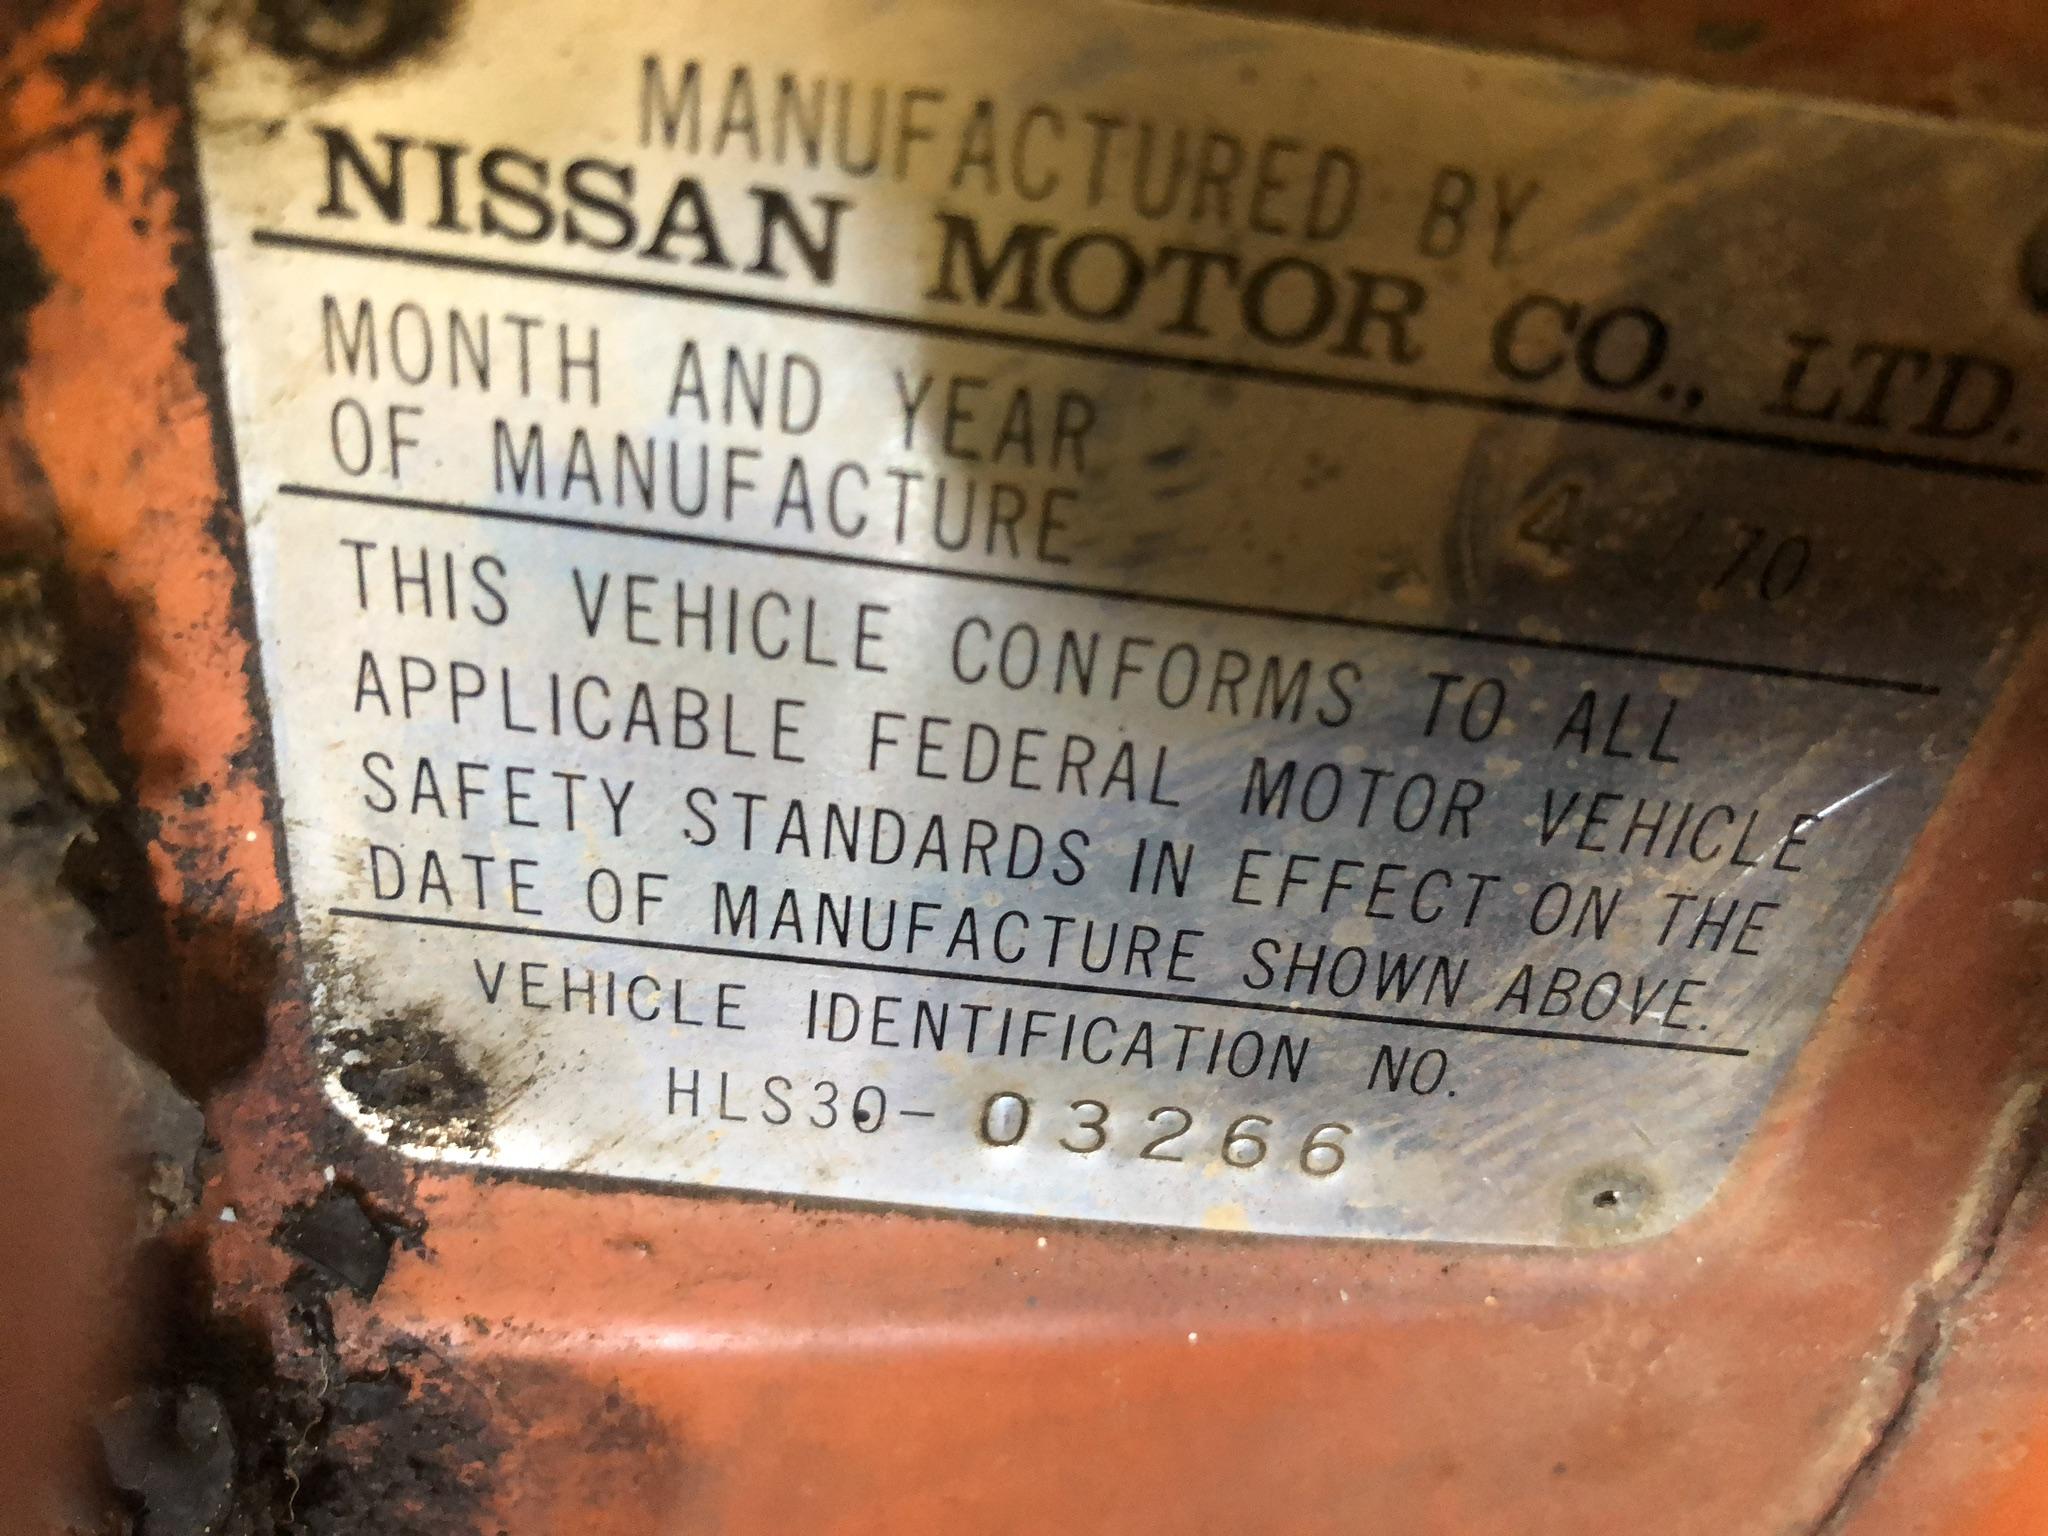 MANUFACTURED BY
NISSAN MOTOR CO., LTD.
MONTH AND YEAR
OF MANUFACTURE 4 / 70
THIS VEHICLE CONFORMS TO ALL
APPLICABLE FEDERAL MOTOR VEHICLE
SAFETY STANDARDS IN EFFECT ON THE
DATE OF MANUFACTURE SHOWN ABOVE.
VEHICLE IDENTIFICATION NO.
HLS30- 03266